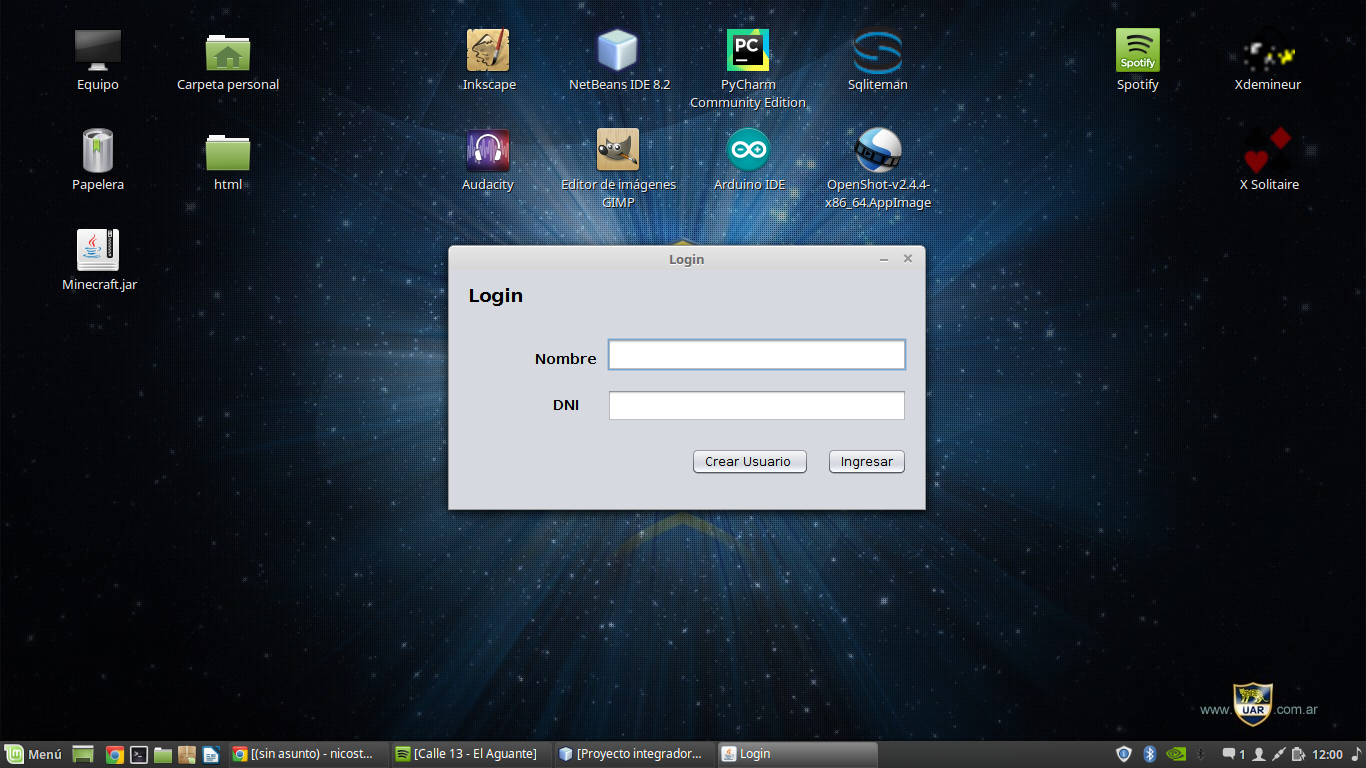 Equipo
Carpeta personal
Inkscape
NetBeans IDE 8.2
PC
PyCharm
Community Edition
Sqliteman
Spotify
Spotify
Xdemineur
Papelera
html
Audacity
Editor de imágenes
GIMP
Arduino IDE
OpenShot-v2.4.4-
x86_64.AppImage
X Solitaire
Minecraft.jar
Login
Login
Nombre
DNI
Crear Usuario
Ingresar
www.UAR.com.ar
Menú
[(sin asunto) - nicost...
[Calle 13 - El Aguante]
[Proyecto integrador...
Login
1
12:00